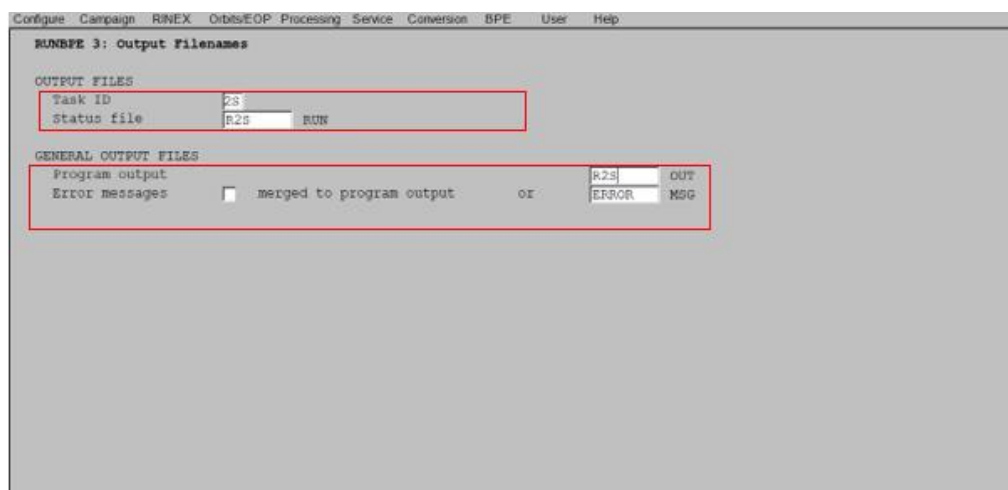 Configure Campaign RINEX Orbits/EOP Processing Service Conversion BPE User Help
RUNBPE 3: Output Filenames
OUTPUT FILES
Task ID 2S
Status file R2S RUN
GENERAL OUTPUT FILES
Program output R2S OUT
Error messages merged to program output or ERROR MSG